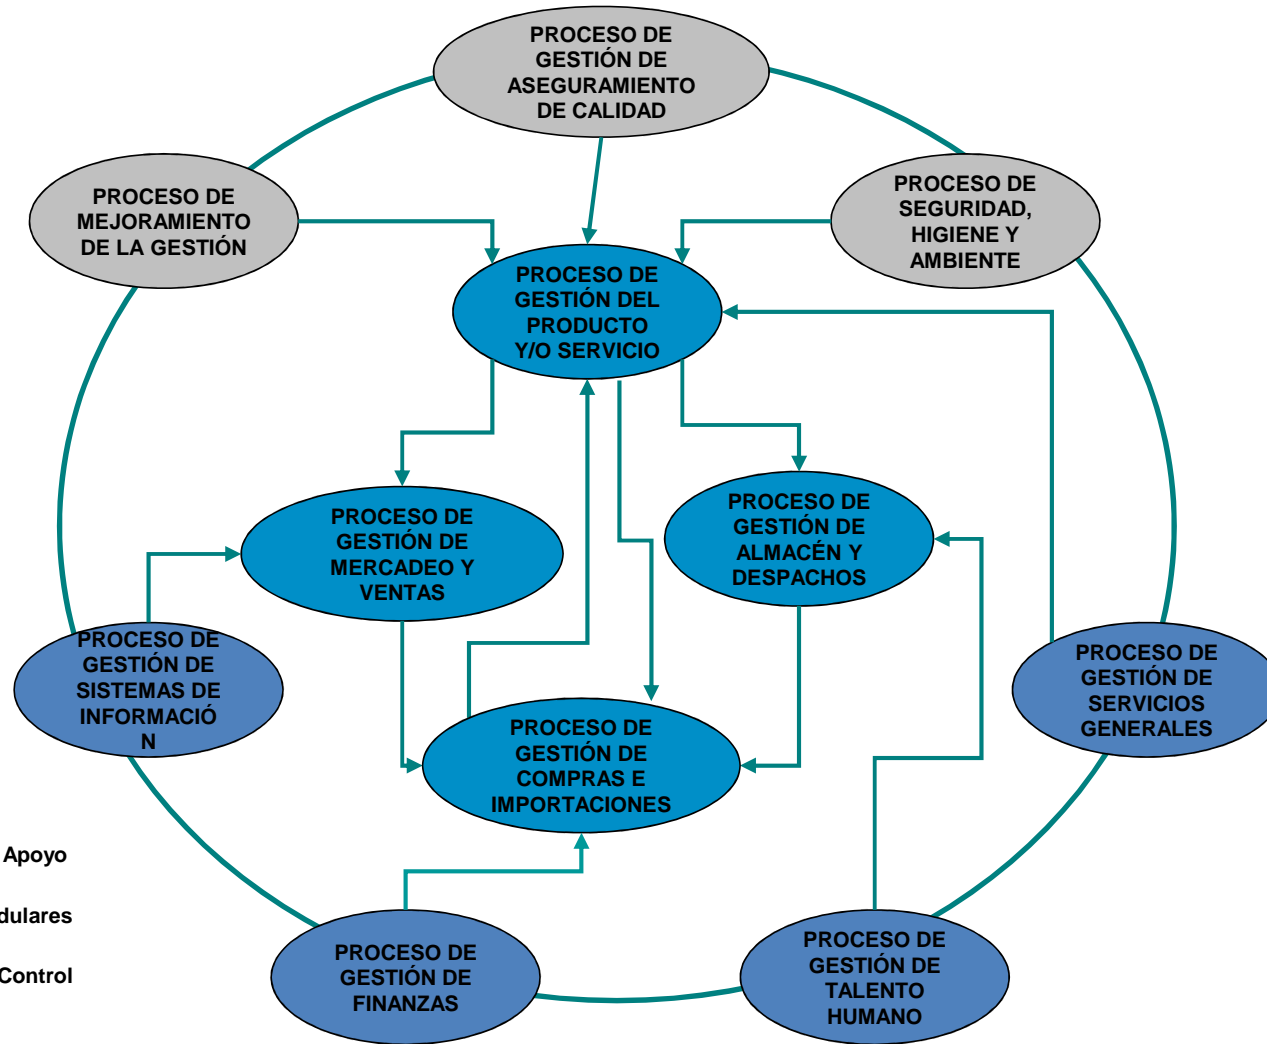 PROCESO DE
GESTIÓN DE
ASEGURAMIENTO
DE CALIDAD
PROCESO DE
MEJORAMIENTO
DE LA GESTIÓN
PROCESO DE
SEGURIDAD,
HIGIENE Y
AMBIENTE
PROCESO DE
GESTIÓN DEL
PRODUCTO
Y/O SERVICIO
PROCESO DE
GESTIÓN DE
MERCADEO Y
VENTAS
PROCESO DE
GESTIÓN DE
ALMACÉN Y
DESPACHOS
PROCESO DE
GESTIÓN DE
SISTEMAS DE
INFORMACIÓ
N
PROCESO DE
GESTIÓN DE
SERVICIOS
GENERALES
PROCESO DE
GESTIÓN DE
COMPRAS E
IMPORTACIONES
Apoyo
dulares
Control
PROCESO DE
GESTIÓN DE
FINANZAS
PROCESO DE
GESTIÓN DE
TALENTO
HUMANO